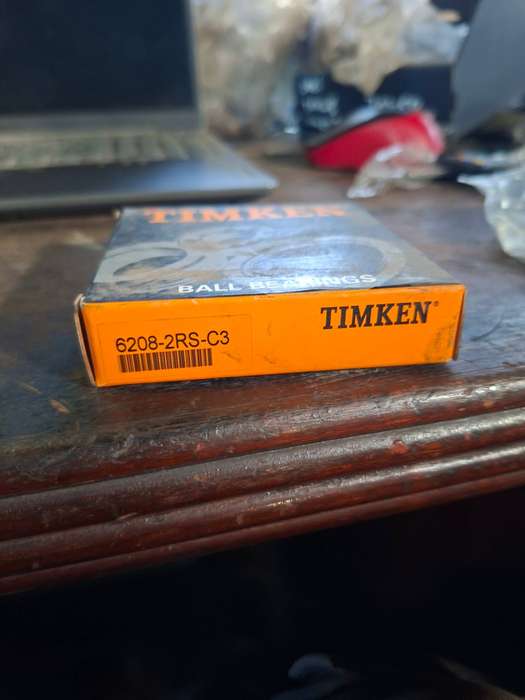 TIMKEN
BALL BEARINGS
6208-2RS-C3
TIMKEN®